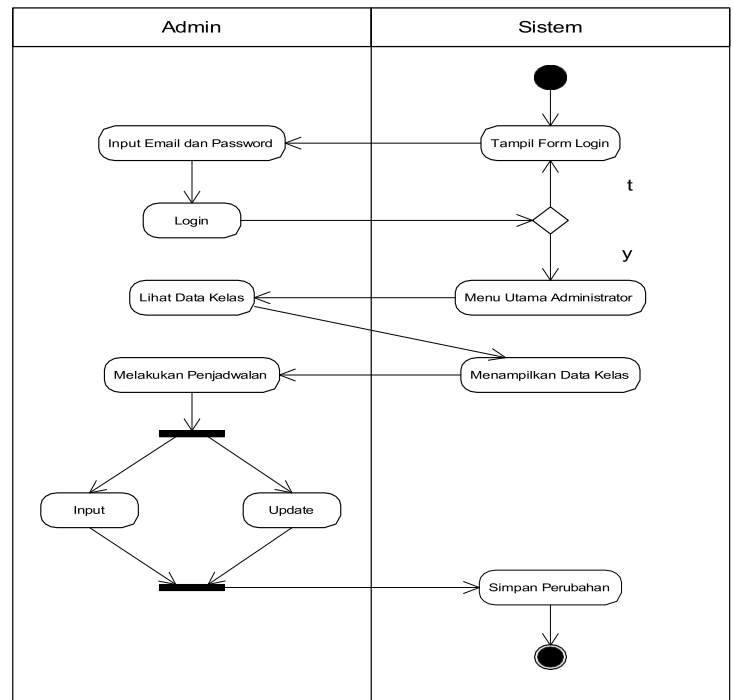 Admin
Sistem
Input Email dan Password
Tampil Form Login
t
Login
y
Lihat Data Kelas
Menu Utama Administrator
Melakukan Penjadwalan
Menampilkan Data Kelas
Input
Update
Simpan Perubahan